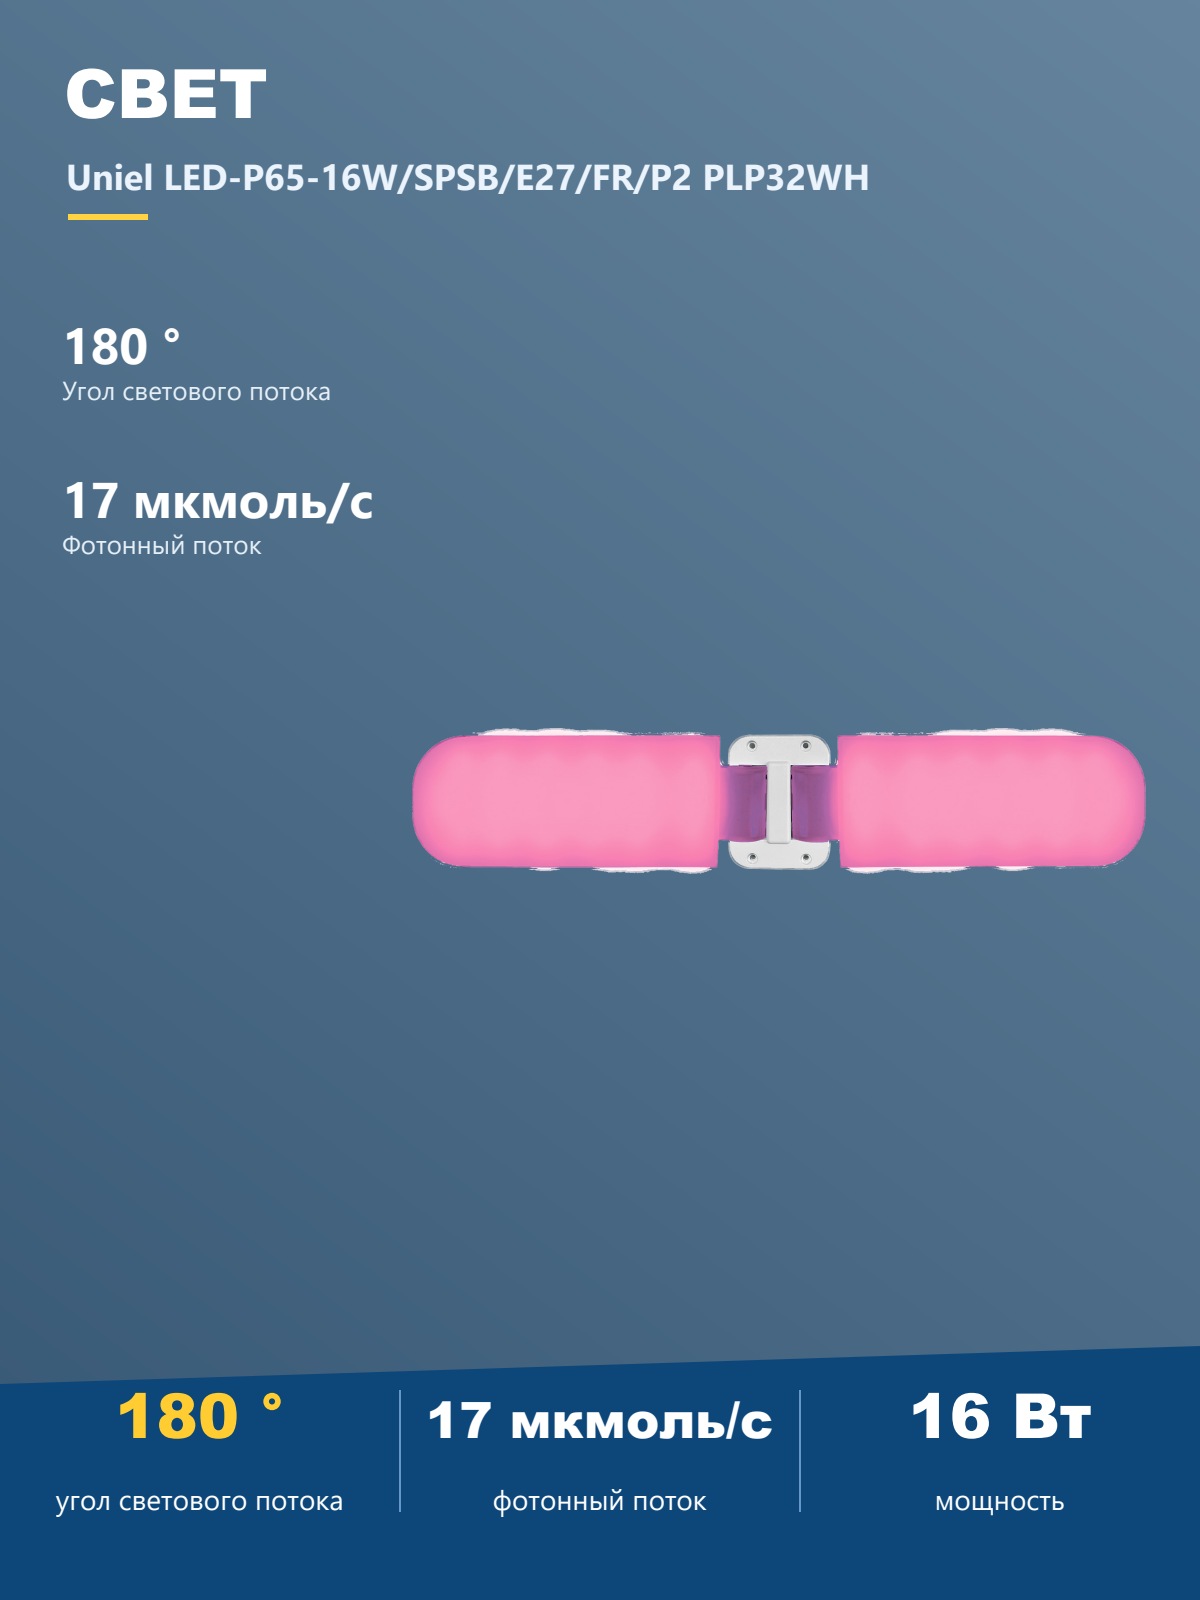 СВЕТ
Uniel LED-P65-16W/SPSB/E27/FR/P2 PLP32WH
180 °
Угол светового потока
17 мкмоль/с
Фотонный поток
180 °
угол светового потока
17 мкмоль/с
фотонный поток
16 Вт
мощность